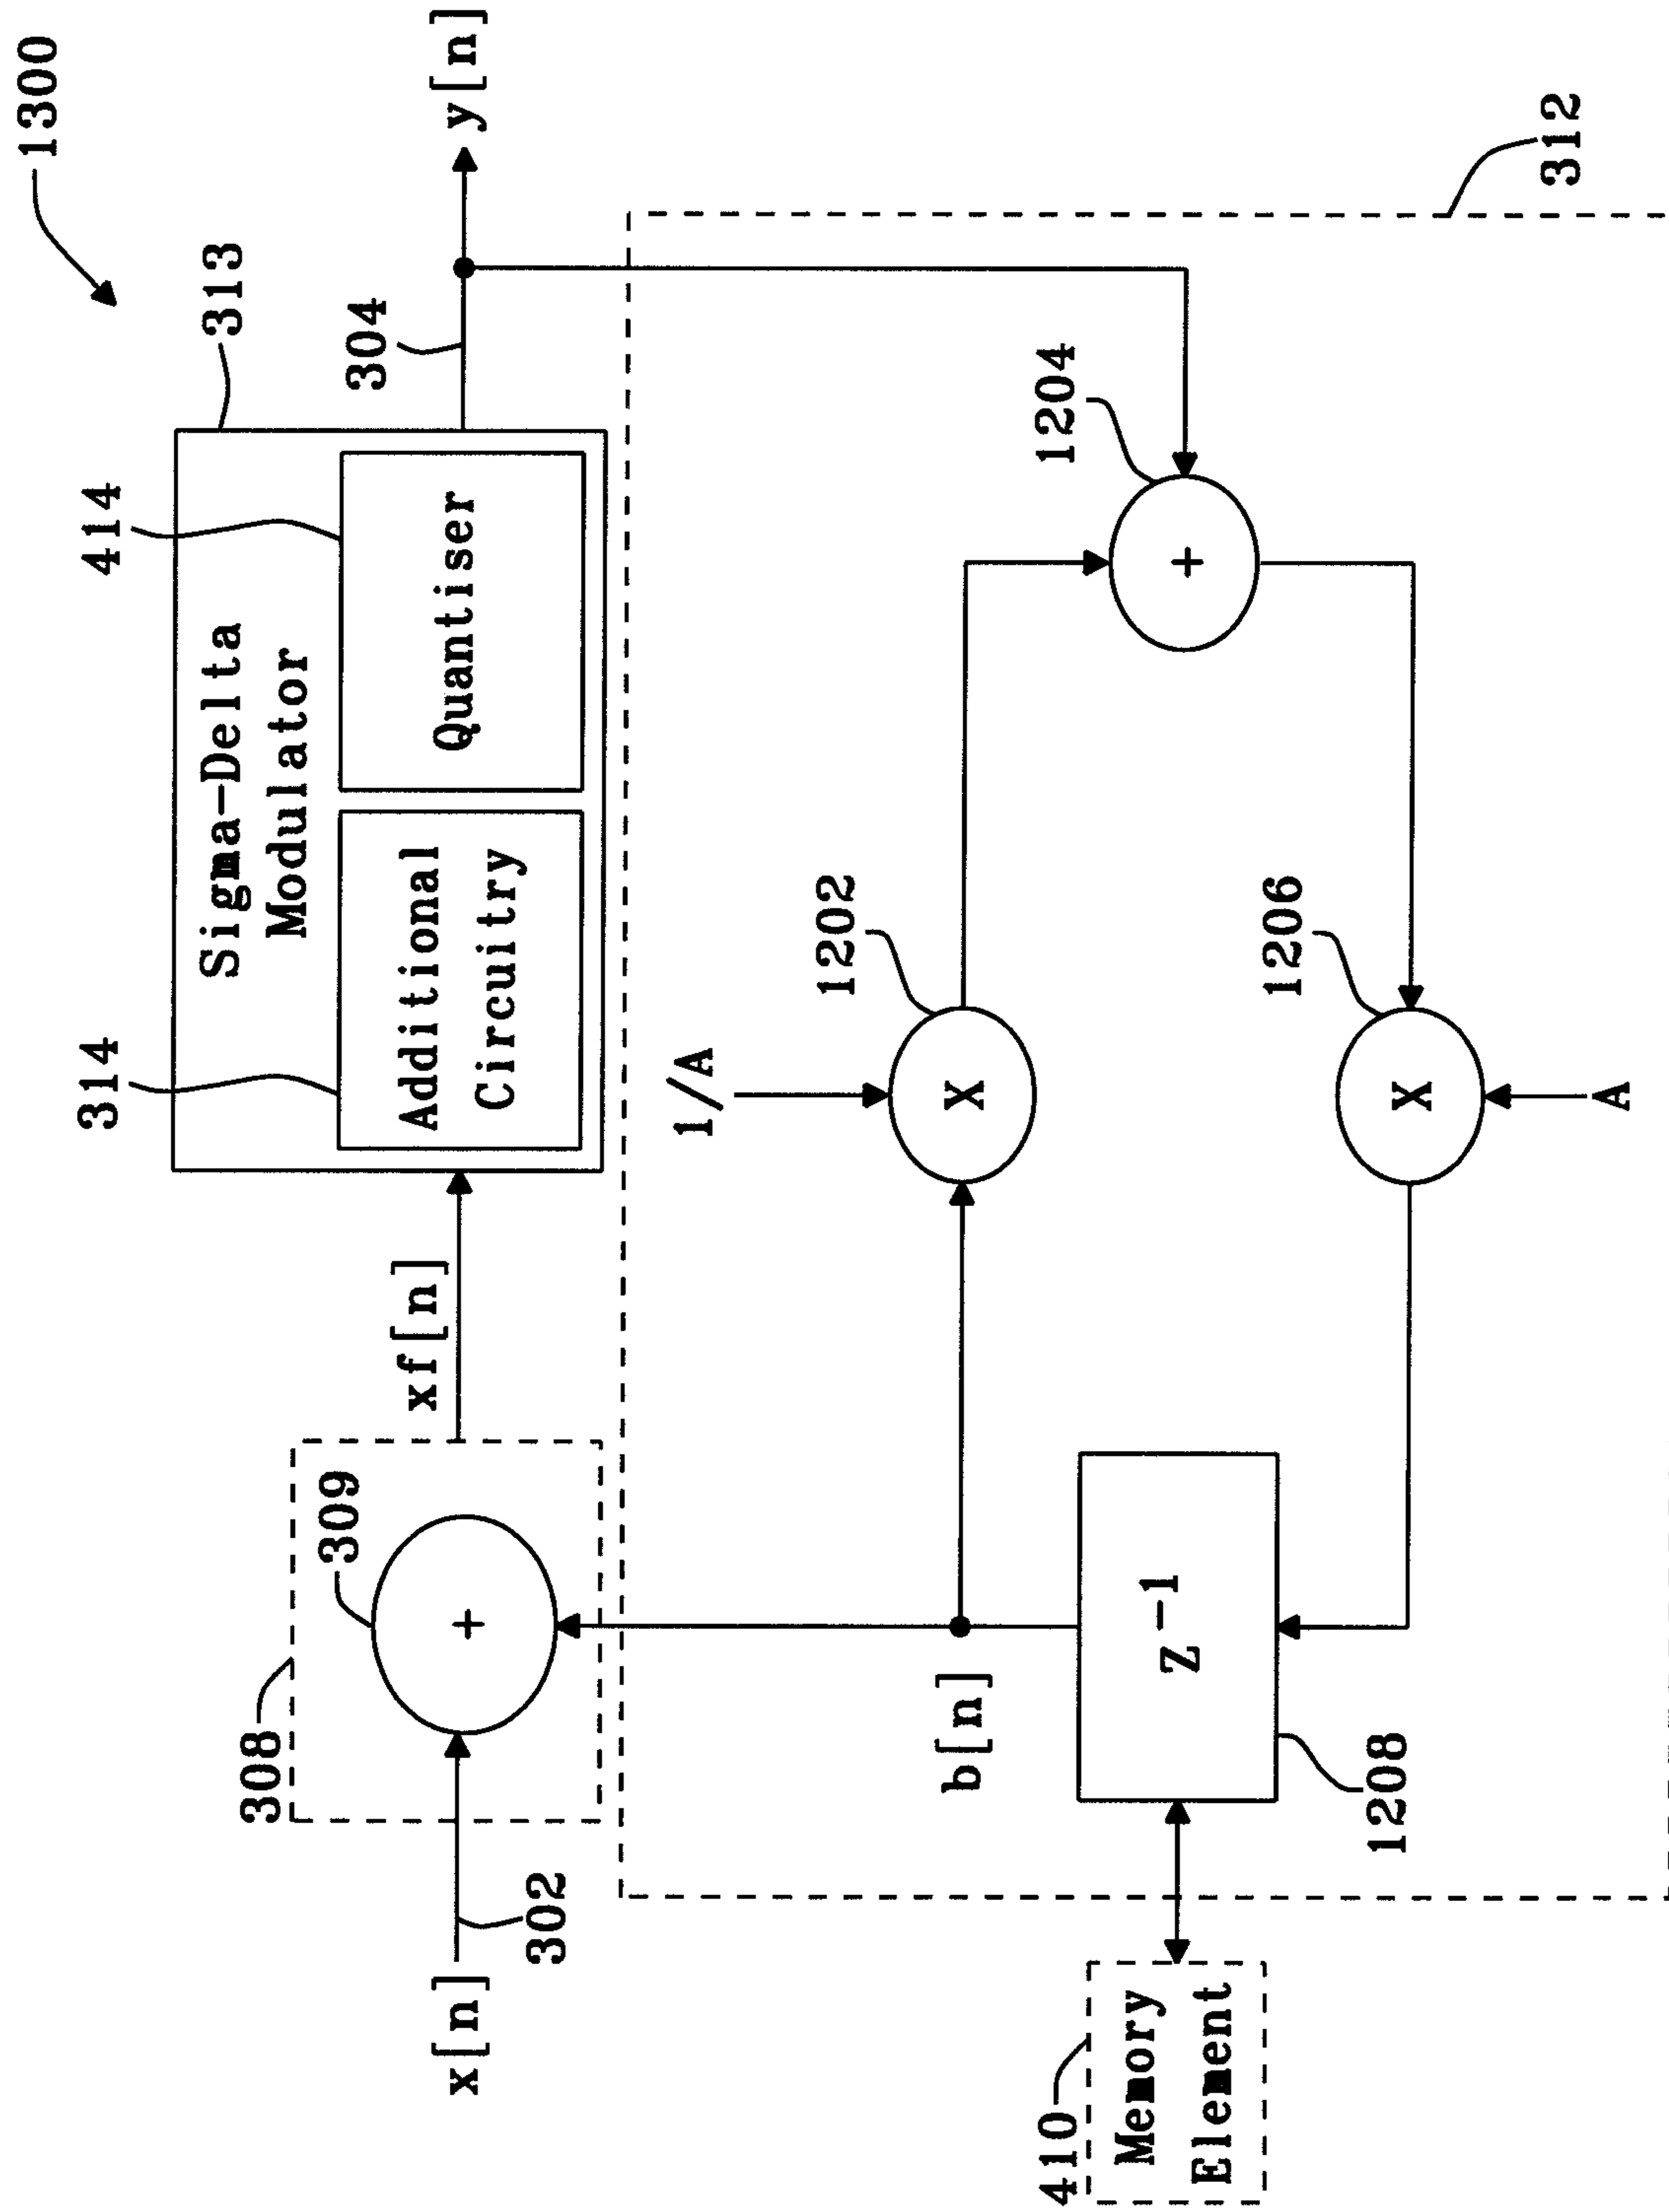 1300
313
Sigma-Delta
Modulator
314
Additional
Circuitry
414
Quantiser
304
y[n]
308
309
+
x[n]
302
xf[n]
1/A
1202
X
1204
+
b[n]
410
Memory
Element
Z⁻¹
1208
1206
X
A
312